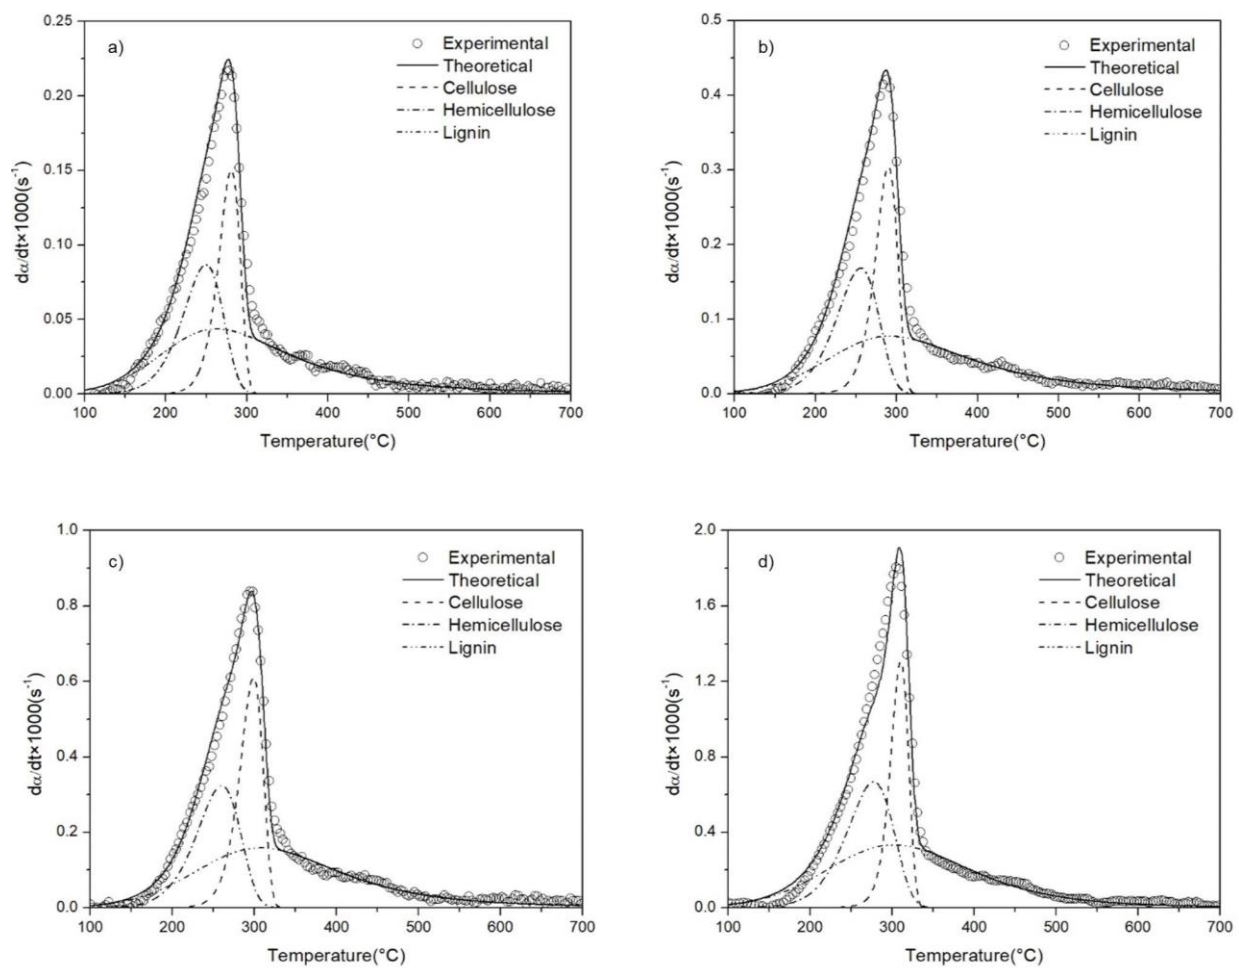 a)
Experimental
Theoretical
Cellulose
Hemicellulose
Lignin
0.25
0.20
0.15
0.10
0.05
0.00
dα/dt×1000(s⁻¹)
100 200 300 400 500 600 700
Temperature(°C)
b)
Experimental
Theoretical
Cellulose
Hemicellulose
Lignin
0.5
0.4
0.3
0.2
0.1
0.0
dα/dt×1000(s⁻¹)
100 200 300 400 500 600 700
Temperature(°C)
c)
Experimental
Theoretical
Cellulose
Hemicellulose
Lignin
1.0
0.8
0.6
0.4
0.2
0.0
dα/dt×1000(s⁻¹)
100 200 300 400 500 600 700
Temperature(°C)
d)
Experimental
Theoretical
Cellulose
Hemicellulose
Lignin
2.0
1.6
1.2
0.8
0.4
0.0
dα/dt×1000(s⁻¹)
100 200 300 400 500 600 700
Temperature(°C)